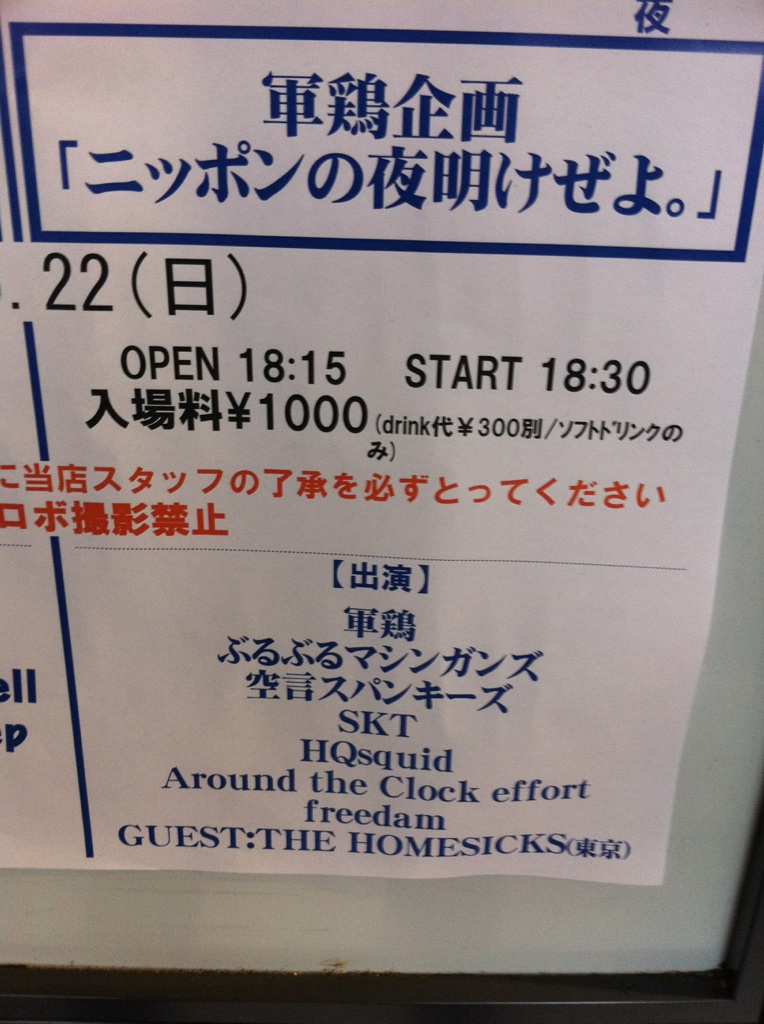 夜
軍鶏企画
「ニッポンの夜明けぜよ。」
. 22(日)
OPEN 18:15 START 18:30
入場料¥1000(drink代¥300別/ソフトドリンクの
み)
に当店スタッフの了承を必ずとってください
ロボ撮影禁止
【出演】
軍鶏
ぶるぶるマシンガンズ
空言スパンキーズ
SKT
HQsquid
Around the Clock effort
freedam
GUEST:THE HOMESICKS(東京)
ell
ep